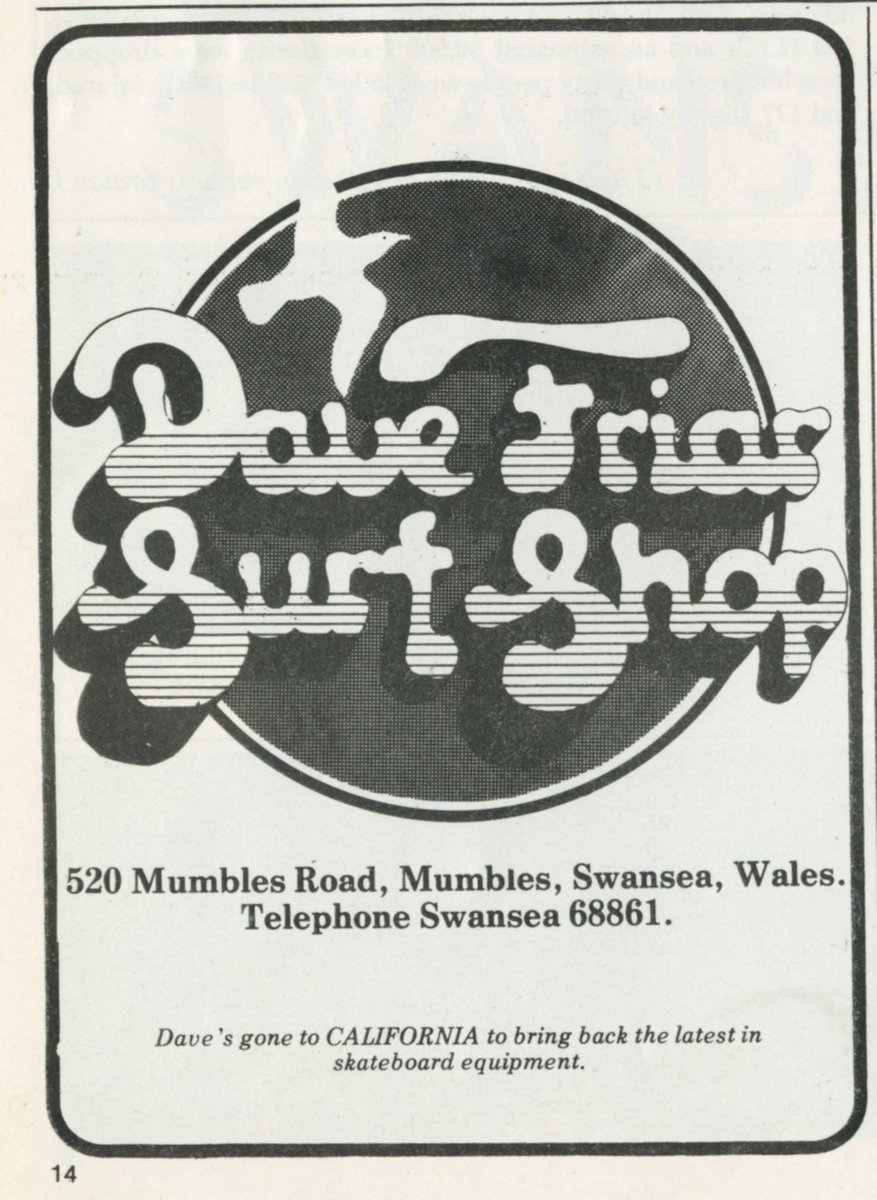 Dave friar
Surf Shop
520 Mumbles Road, Mumbles, Swansea, Wales.
Telephone Swansea 68861.
Dave's gone to CALIFORNIA to bring back the latest in
skateboard equipment.
14